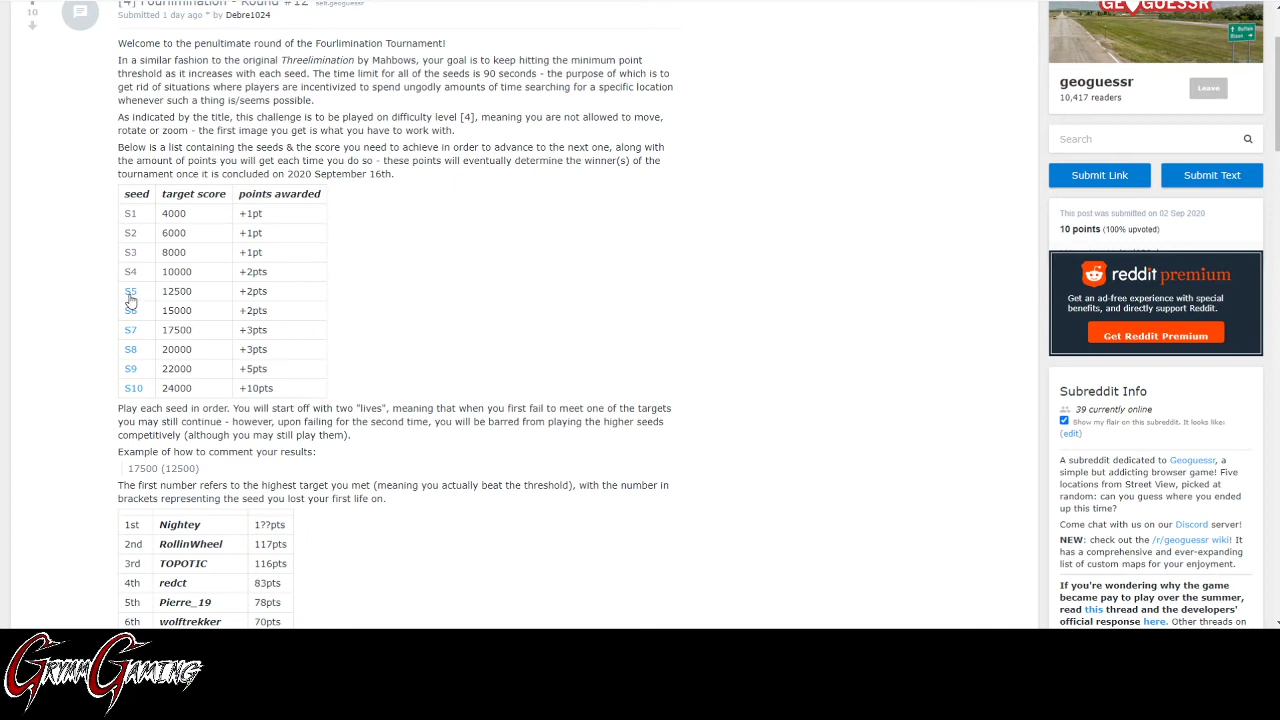 [4] Fourlimination - Round #12 self.geoguessr
10
Submitted 1 day ago * by Debre1024
Welcome to the penultimate round of the Fourlimination Tournament!
In a similar fashion to the original Threelimination by Mahbows, your goal is to keep hitting the minimum point
threshold as it increases with each seed. The time limit for all of the seeds is 90 seconds - the purpose of which is to
get rid of situations where players are incentivized to spend ungodly amounts of time searching for a specific location
whenever such a thing is/seems possible.
As indicated by the title, this challenge is to be played on difficulty level [4], meaning you are not allowed to move,
rotate or zoom - the first image you get is what you have to work with.
Below is a list containing the seeds & the score you need to achieve in order to advance to the next one, along with
the amount of points you will get each time you do so - these points will eventually determine the winner(s) of the
tournament once it is concluded on 2020 September 16th.
seed target score points awarded
S1 4000 +1pt
S2 6000 +1pt
S3 8000 +1pt
S4 10000 +2pts
S5 12500 +2pts
S6 15000 +2pts
S7 17500 +3pts
S8 20000 +3pts
S9 22000 +5pts
S10 24000 +10pts
Play each seed in order. You will start off with two "lives", meaning that when you first fail to meet one of the targets
you may still continue - however, upon failing for the second time, you will be barred from playing the higher seeds
competitively (although you may still play them).
Example of how to comment your results:
17500 (12500)
The first number refers to the highest target you met (meaning you actually beat the threshold), with the number in
brackets representing the seed you lost your first life on.
1st Nightey 1??pts
2nd RollinWheel 117pts
3rd TOPOTIC 116pts
4th redct 83pts
5th Pierre_19 78pts
6th wolftrekker 70pts
GEOGUESSR
geoguessr
10,417 readers
Leave
Search
Submit Link Submit Text
This post was submitted on 02 Sep 2020
10 points (100% upvoted)
reddit premium
Get an ad-free experience with special
benefits, and directly support Reddit.
Get Reddit Premium
Subreddit Info
39 currently online
Show my flair on this subreddit. It looks like:
(edit)
A subreddit dedicated to Geoguessr, a
simple but addicting browser game! Five
locations from Street View, picked at
random: can you guess where you ended
up this time?
Come chat with us on our Discord server!
NEW: check out the /r/geoguessr wiki! It
has a comprehensive and ever-expanding
list of custom maps for your enjoyment.
If you're wondering why the game
became pay to play over the summer,
read this thread and the developers'
official response here. Other threads on
GrimmGaming